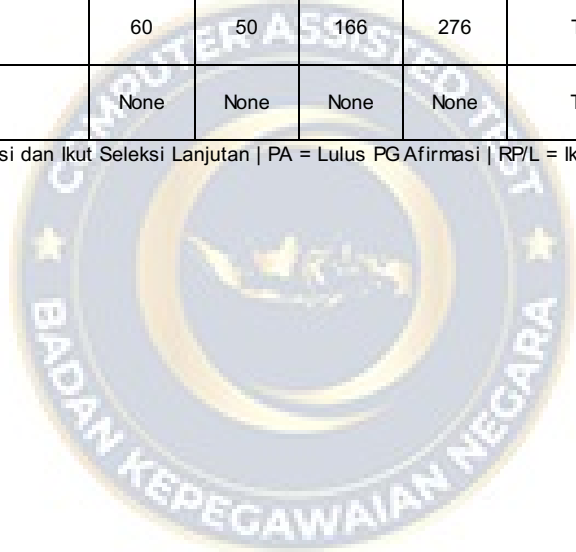 60 50 166 276 T
None None None None T
si dan Ikut Seleksi Lanjutan | PA = Lulus PG Afirmasi | RP/L = Ik
COMPUTER ASSISTED TEST
BADAN KEPEGAWAIAN NEGARA